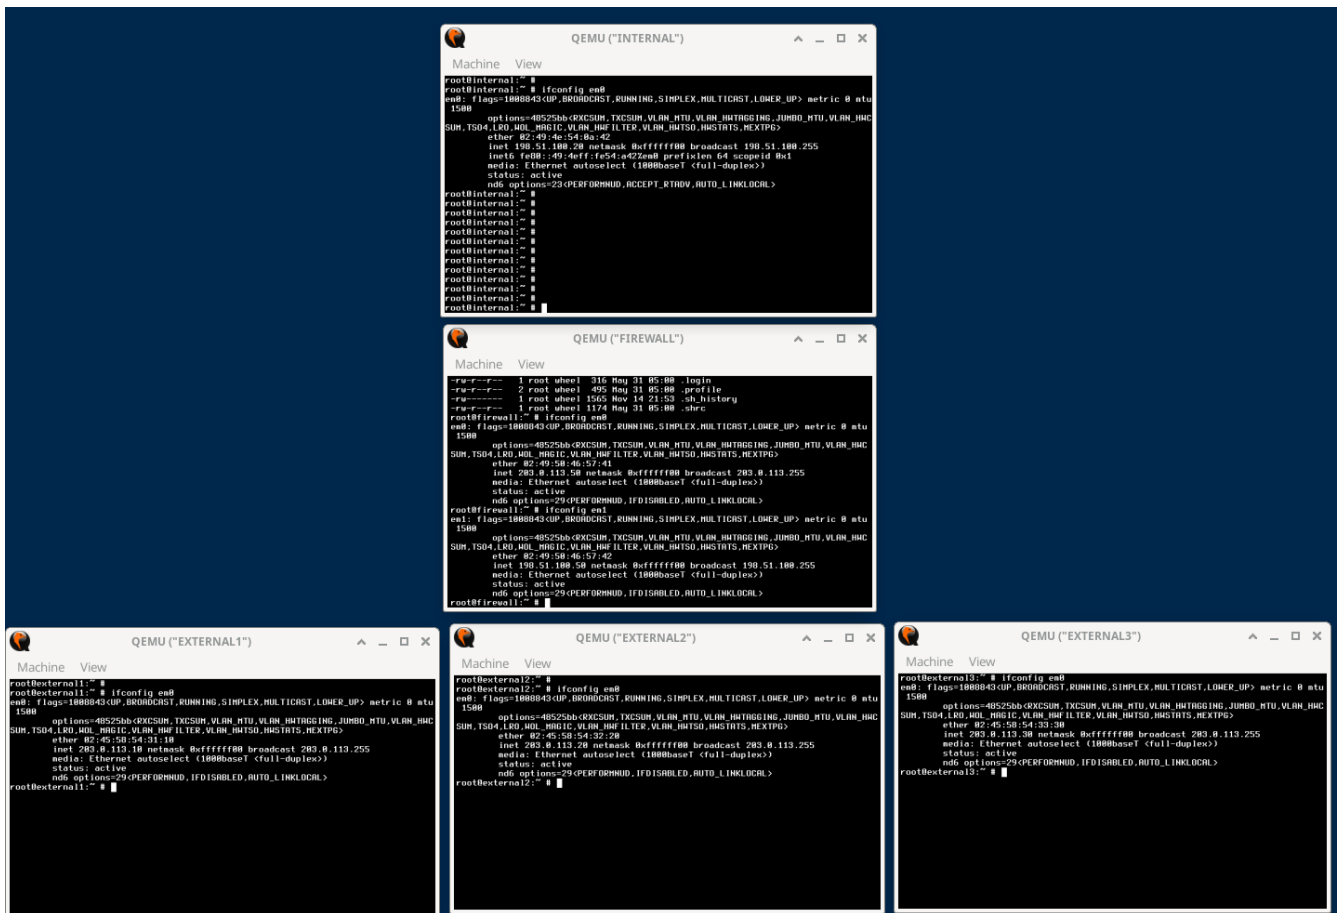 QEMU ("INTERNAL")
Machine View
root@internal:~ #
root@internal:~ # ifconfig em0
em0: flags=1008843<UP,BROADCAST,RUNNING,SIMPLEX,MULTICAST,LOWER_UP> metric 0 mtu
1500
options=48525bb<RXCSUM,TXCSUM,VLAN_MTU,VLAN_HWTAGGING,JUMBO_MTU,VLAN_HWC
SUM,TSO4,LRO,WOL_MAGIC,VLAN_HWFILTER,VLAN_HWTSO,HWSTATS,MEXTPG>
ether 02:49:4e:54:0a:42
inet 198.51.100.20 netmask 0xffffff00 broadcast 198.51.100.255
inet6 fe80::49:4eff:fe54:a42%em0 prefixlen 64 scopeid 0x1
media: Ethernet autoselect (1000baseT <full-duplex>)
status: active
nd6 options=23<PERFORMNUD,ACCEPT_RTADV,AUTO_LINKLOCAL>
root@internal:~ #
root@internal:~ #
root@internal:~ #
root@internal:~ #
root@internal:~ #
root@internal:~ #
root@internal:~ #
root@internal:~ #
root@internal:~ #
root@internal:~ #
root@internal:~ #
root@internal:~ #
root@internal:~ #
QEMU ("FIREWALL")
Machine View
-rw-r--r-- 1 root wheel 316 May 31 05:00 .login
-rw-r--r-- 2 root wheel 495 May 31 05:00 .profile
-rw------- 1 root wheel 1565 Nov 14 21:53 .sh_history
-rw-r--r-- 1 root wheel 1174 May 31 05:00 .shrc
root@firewall:~ # ifconfig em0
em0: flags=1008843<UP,BROADCAST,RUNNING,SIMPLEX,MULTICAST,LOWER_UP> metric 0 mtu
1500
options=48525bb<RXCSUM,TXCSUM,VLAN_MTU,VLAN_HWTAGGING,JUMBO_MTU,VLAN_HWC
SUM,TSO4,LRO,WOL_MAGIC,VLAN_HWFILTER,VLAN_HWTSO,HWSTATS,MEXTPG>
ether 02:49:50:46:57:41
inet 203.0.113.50 netmask 0xffffff00 broadcast 203.0.113.255
media: Ethernet autoselect (1000baseT <full-duplex>)
status: active
nd6 options=29<PERFORMNUD,IFDISABLED,AUTO_LINKLOCAL>
root@firewall:~ # ifconfig em1
em1: flags=1008843<UP,BROADCAST,RUNNING,SIMPLEX,MULTICAST,LOWER_UP> metric 0 mtu
1500
options=48525bb<RXCSUM,TXCSUM,VLAN_MTU,VLAN_HWTAGGING,JUMBO_MTU,VLAN_HWC
SUM,TSO4,LRO,WOL_MAGIC,VLAN_HWFILTER,VLAN_HWTSO,HWSTATS,MEXTPG>
ether 02:49:50:46:57:42
inet 198.51.100.50 netmask 0xffffff00 broadcast 198.51.100.255
media: Ethernet autoselect (1000baseT <full-duplex>)
status: active
nd6 options=29<PERFORMNUD,IFDISABLED,AUTO_LINKLOCAL>
root@firewall:~ #
QEMU ("EXTERNAL1")
Machine View
root@external1:~ #
root@external1:~ # ifconfig em0
em0: flags=1008843<UP,BROADCAST,RUNNING,SIMPLEX,MULTICAST,LOWER_UP> metric 0 mtu
1500
options=48525bb<RXCSUM,TXCSUM,VLAN_MTU,VLAN_HWTAGGING,JUMBO_MTU,VLAN_HWC
SUM,TSO4,LRO,WOL_MAGIC,VLAN_HWFILTER,VLAN_HWTSO,HWSTATS,MEXTPG>
ether 02:45:58:54:31:10
inet 203.0.113.10 netmask 0xffffff00 broadcast 203.0.113.255
media: Ethernet autoselect (1000baseT <full-duplex>)
status: active
nd6 options=29<PERFORMNUD,IFDISABLED,AUTO_LINKLOCAL>
root@external1:~ #
QEMU ("EXTERNAL2")
Machine View
root@external2:~ #
root@external2:~ # ifconfig em0
em0: flags=1008843<UP,BROADCAST,RUNNING,SIMPLEX,MULTICAST,LOWER_UP> metric 0 mtu
1500
options=48525bb<RXCSUM,TXCSUM,VLAN_MTU,VLAN_HWTAGGING,JUMBO_MTU,VLAN_HWC
SUM,TSO4,LRO,WOL_MAGIC,VLAN_HWFILTER,VLAN_HWTSO,HWSTATS,MEXTPG>
ether 02:45:58:54:32:20
inet 203.0.113.20 netmask 0xffffff00 broadcast 203.0.113.255
media: Ethernet autoselect (1000baseT <full-duplex>)
status: active
nd6 options=29<PERFORMNUD,IFDISABLED,AUTO_LINKLOCAL>
root@external2:~ #
QEMU ("EXTERNAL3")
Machine View
root@external3:~ # ifconfig em0
em0: flags=1008843<UP,BROADCAST,RUNNING,SIMPLEX,MULTICAST,LOWER_UP> metric 0 mtu
1500
options=48525bb<RXCSUM,TXCSUM,VLAN_MTU,VLAN_HWTAGGING,JUMBO_MTU,VLAN_HWC
SUM,TSO4,LRO,WOL_MAGIC,VLAN_HWFILTER,VLAN_HWTSO,HWSTATS,MEXTPG>
ether 02:45:58:54:33:30
inet 203.0.113.30 netmask 0xffffff00 broadcast 203.0.113.255
media: Ethernet autoselect (1000baseT <full-duplex>)
status: active
nd6 options=29<PERFORMNUD,IFDISABLED,AUTO_LINKLOCAL>
root@external3:~ #